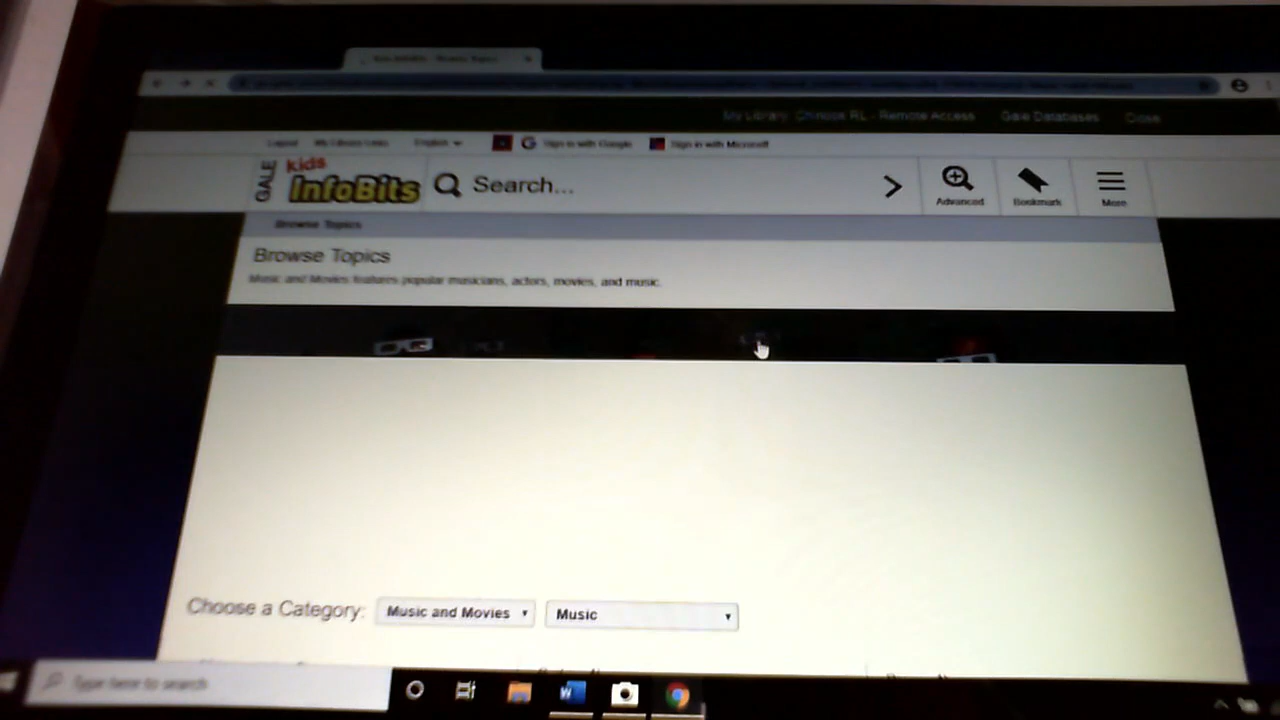 My Library: Chinook RL - Remote Access Gale Databases Close
Logout My Library Links English Sign in with Google Sign in with Microsoft
GALE kids InfoBits Search... Advanced Bookmark More
Browse Topics
Browse Topics
Music and Movies features popular musicians, actors, movies, and music.
Choose a Category: Music and Movies Music
Type here to search